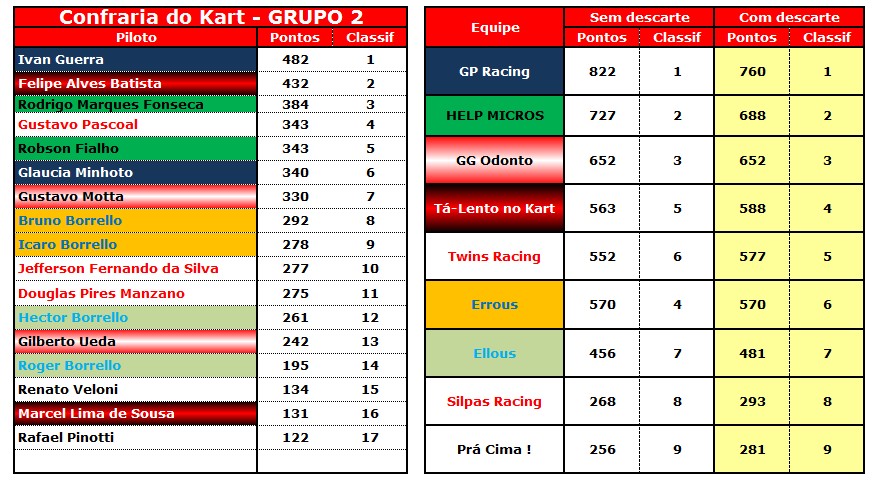 Confraria do Kart - GRUPO 2
Piloto Pontos Classif
Ivan Guerra 482 1
Felipe Alves Batista 432 2
Rodrigo Marques Fonseca 384 3
Gustavo Pascoal 343 4
Robson Fialho 343 5
Glaucia Minhoto 340 6
Gustavo Motta 330 7
Bruno Borrello 292 8
Icaro Borrello 278 9
Jefferson Fernando da Silva 277 10
Douglas Pires Manzano 275 11
Hector Borrello 261 12
Gilberto Ueda 242 13
Roger Borrello 195 14
Renato Veloni 134 15
Marcel Lima de Sousa 131 16
Rafael Pinotti 122 17
Equipe Sem descarte Com descarte
Pontos Classif Pontos Classif
GP Racing 822 1 760 1
HELP MICROS 727 2 688 2
GG Odonto 652 3 652 3
Tá-Lento no Kart 563 5 588 4
Twins Racing 552 6 577 5
Errous 570 4 570 6
Ellous 456 7 481 7
Silpas Racing 268 8 293 8
Prá Cima ! 256 9 281 9